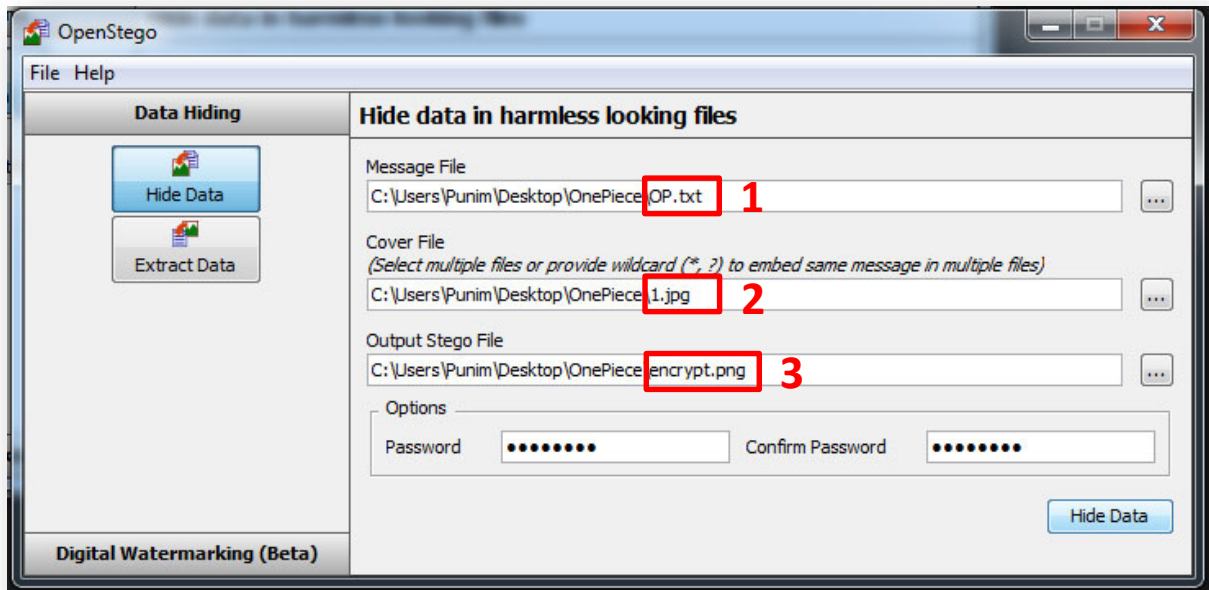 OpenStego
File Help
Data Hiding
Hide Data
Extract Data
Digital Watermarking (Beta)
Hide data in harmless looking files
Message File
C:\Users\Punim\Desktop\OnePiece\OP.txt 1
...
Cover File
(Select multiple files or provide wildcard (*, ?) to embed same message in multiple files)
C:\Users\Punim\Desktop\OnePiece\1.jpg 2
...
Output Stego File
C:\Users\Punim\Desktop\OnePiece\encrypt.png 3
...
Options
Password
Confirm Password
Hide Data